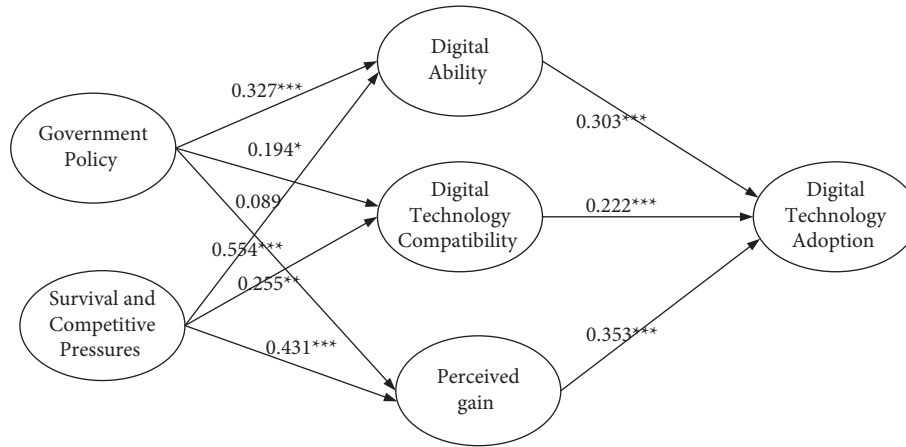 Digital
Ability
0.327***
0.303***
Government
Policy
0.194*
0.089
Digital
Technology
Compatibility
0.222***
Digital
Technology
Adoption
0.554***
0.255**
Survival and
Competitive
Pressures
0.431***
0.353***
Perceived
gain